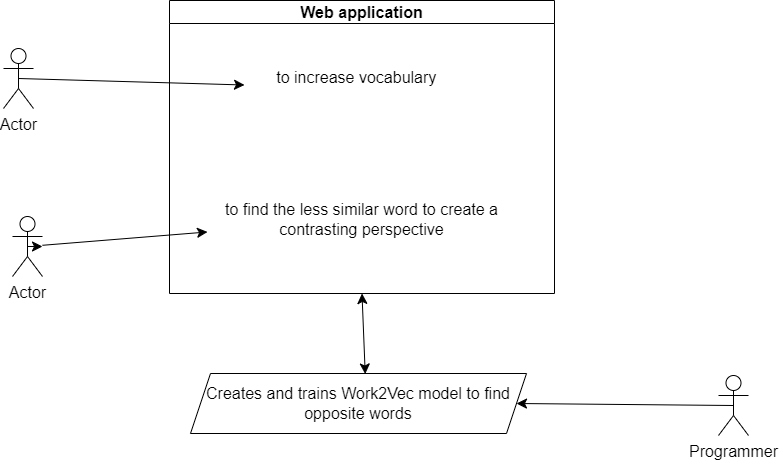 Web application
to increase vocabulary
Actor
to find the less similar word to create a
contrasting perspective
Actor
Creates and trains Work2Vec model to find
opposite words
Programmer